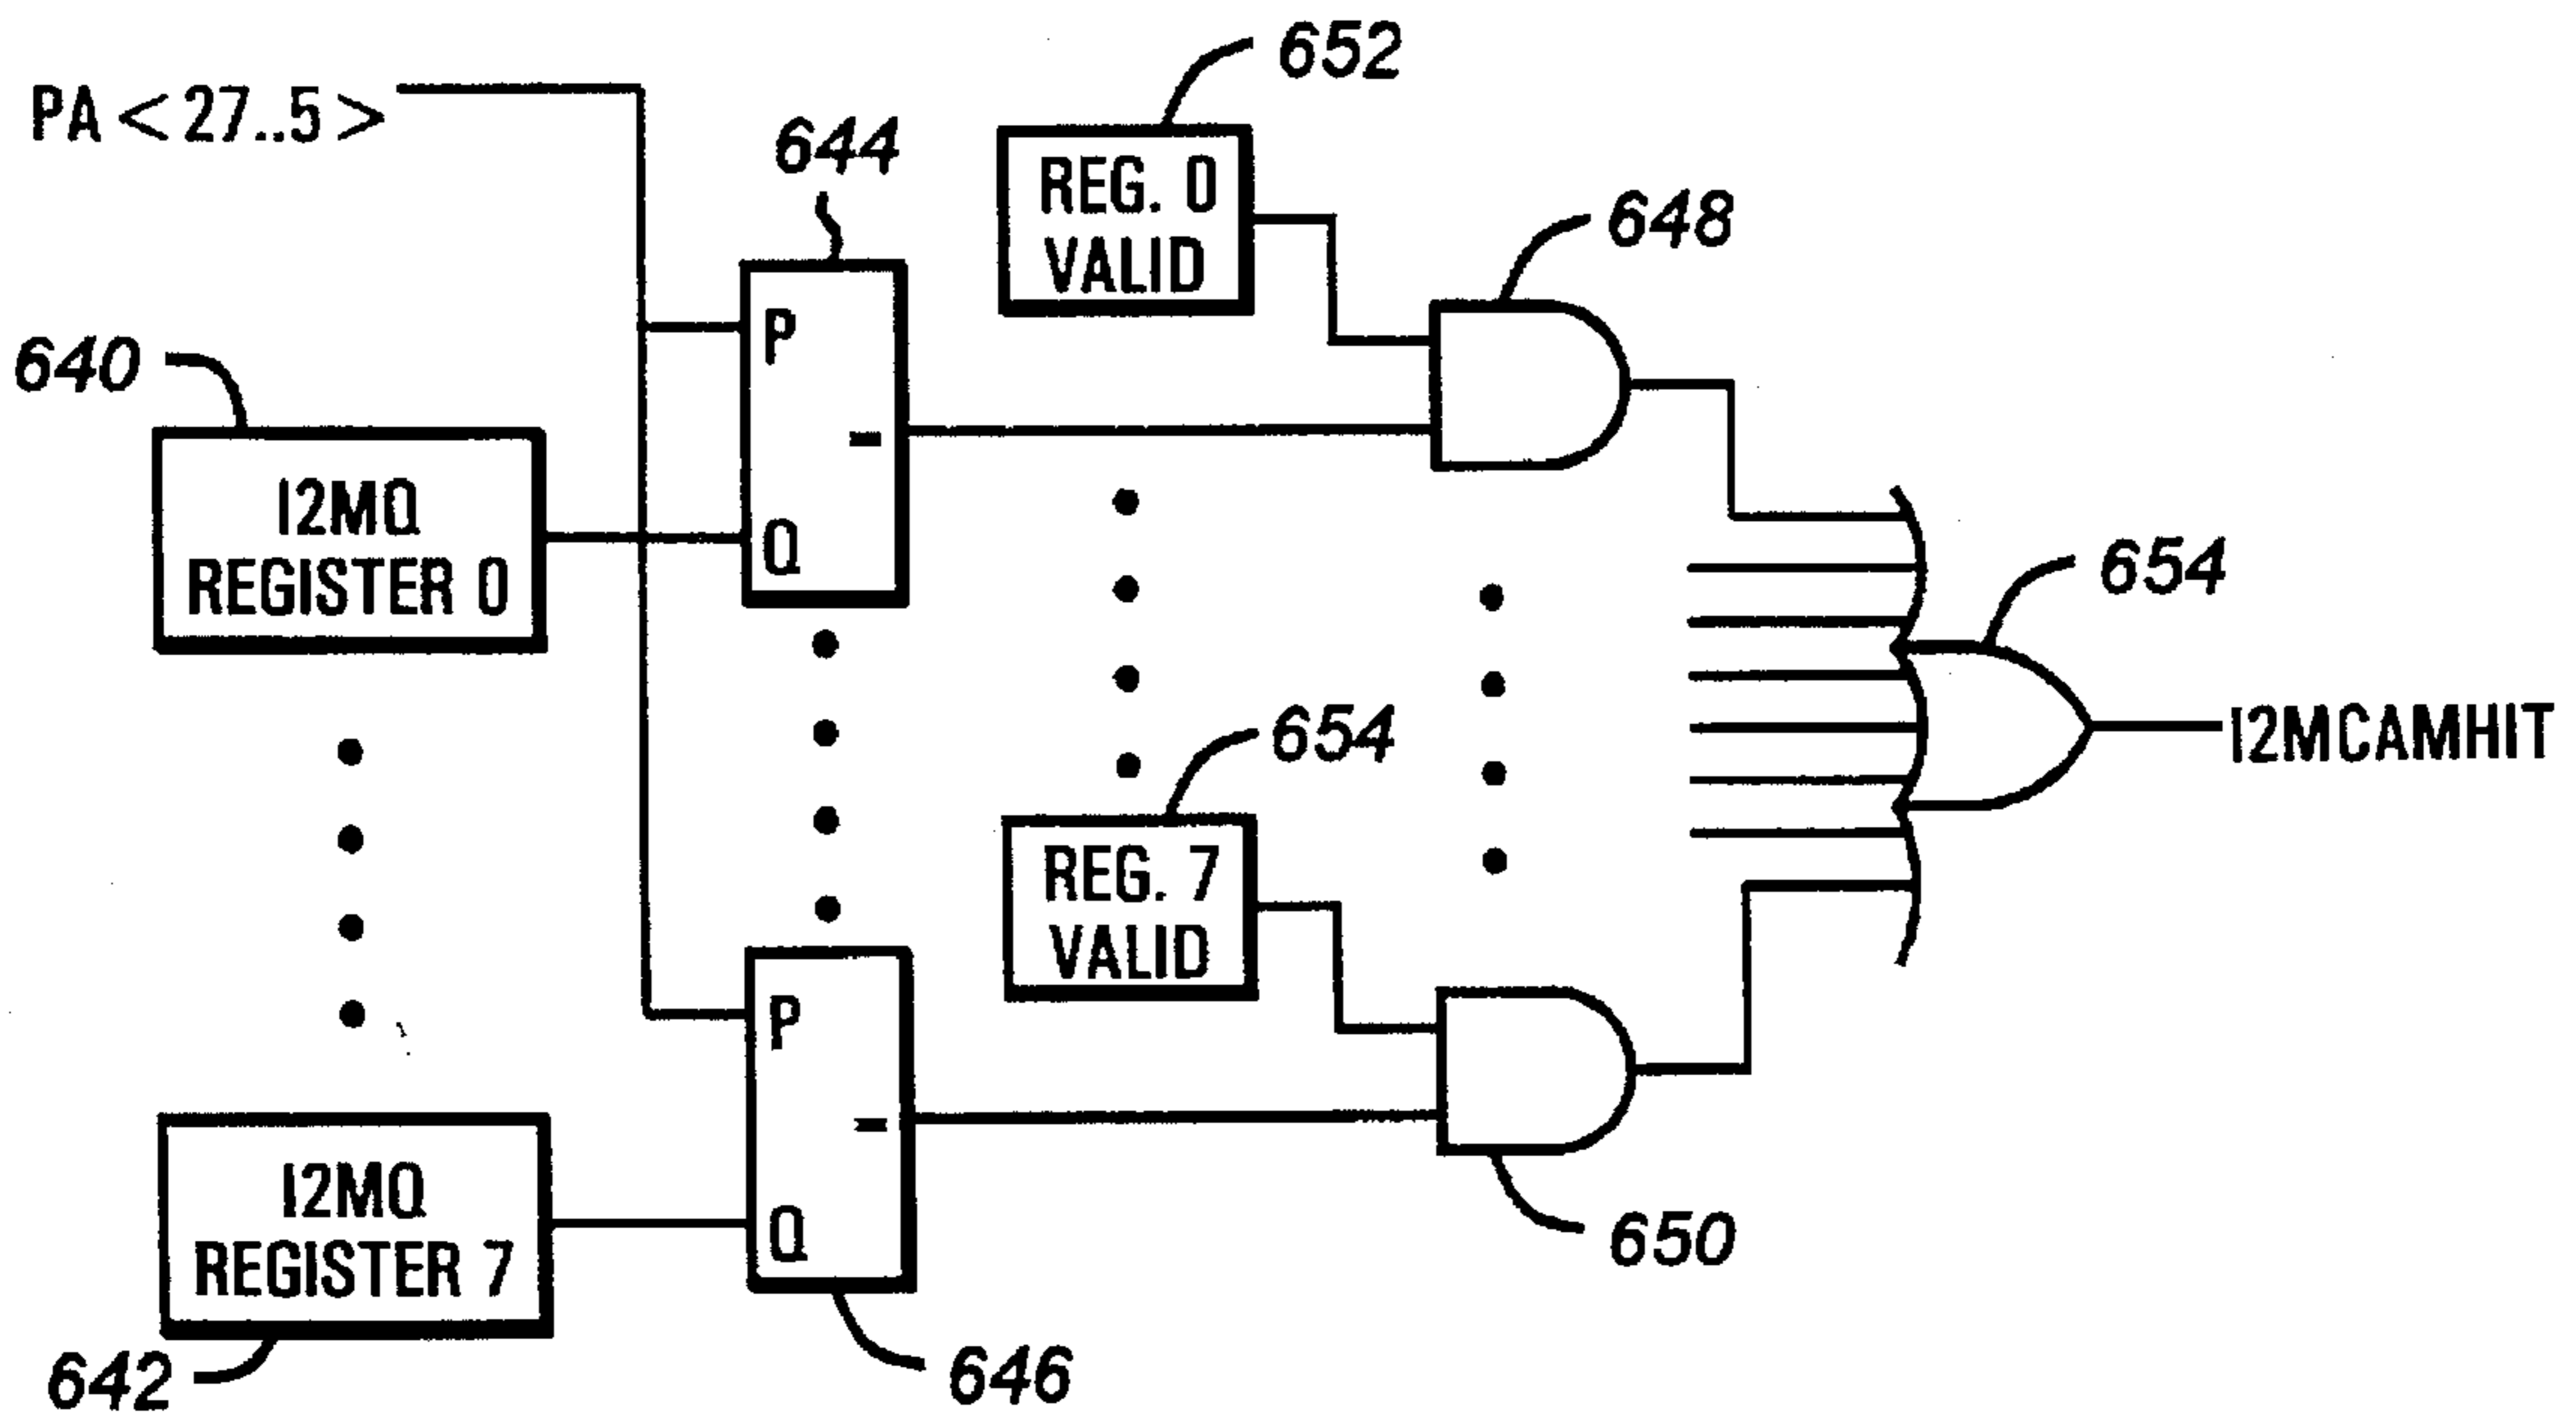 652
PA < 27..5 >
644
REG. 0
VALID
648
P
640
I2MQ
REGISTER 0
Q
=
654
654
I2MCAMHIT
REG. 7
VALID
P
=
I2MQ
REGISTER 7
Q
650
642
646